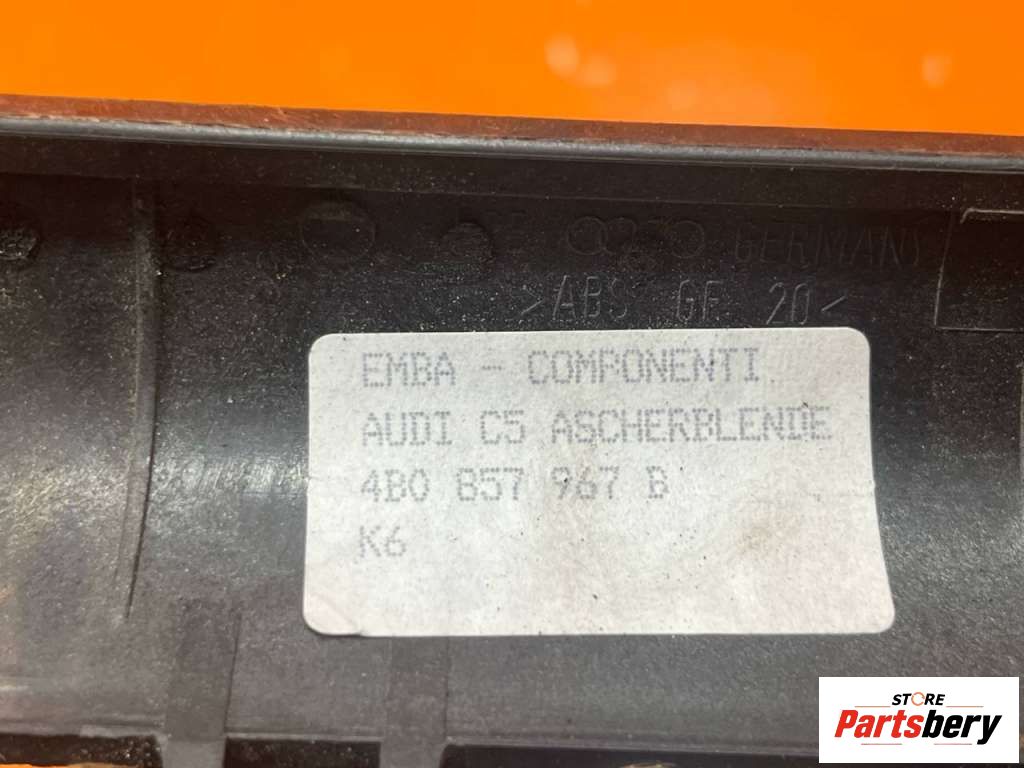 GERMANY
>ABS GF 20<
EMBA - COMPONENTI
AUDI C5 ASCHERBLENDE
4B0 857 967 B
K6
STORE
Partsbery